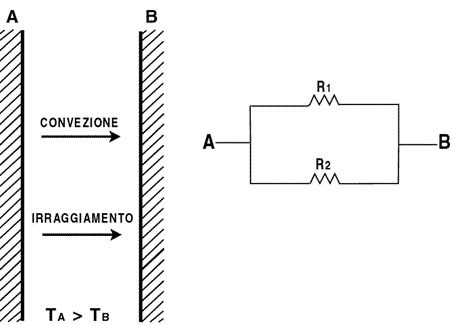 A B
CONVEZIONE
IRRAGGIAMENTO
TA > TB
R1
A B
R2